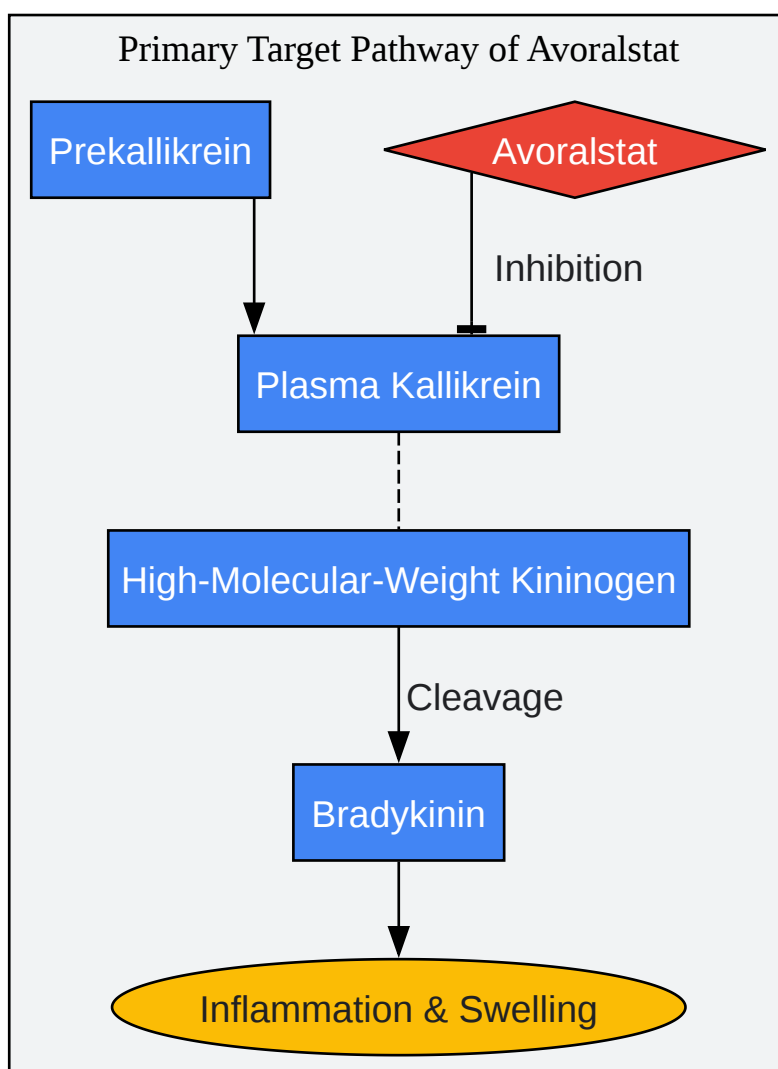 Primary Target Pathway of Avoralstat
Prekallikrein
Avoralstat
Inhibition
Plasma Kallikrein
High-Molecular-Weight Kininogen
Cleavage
Bradykinin
Inflammation & Swelling